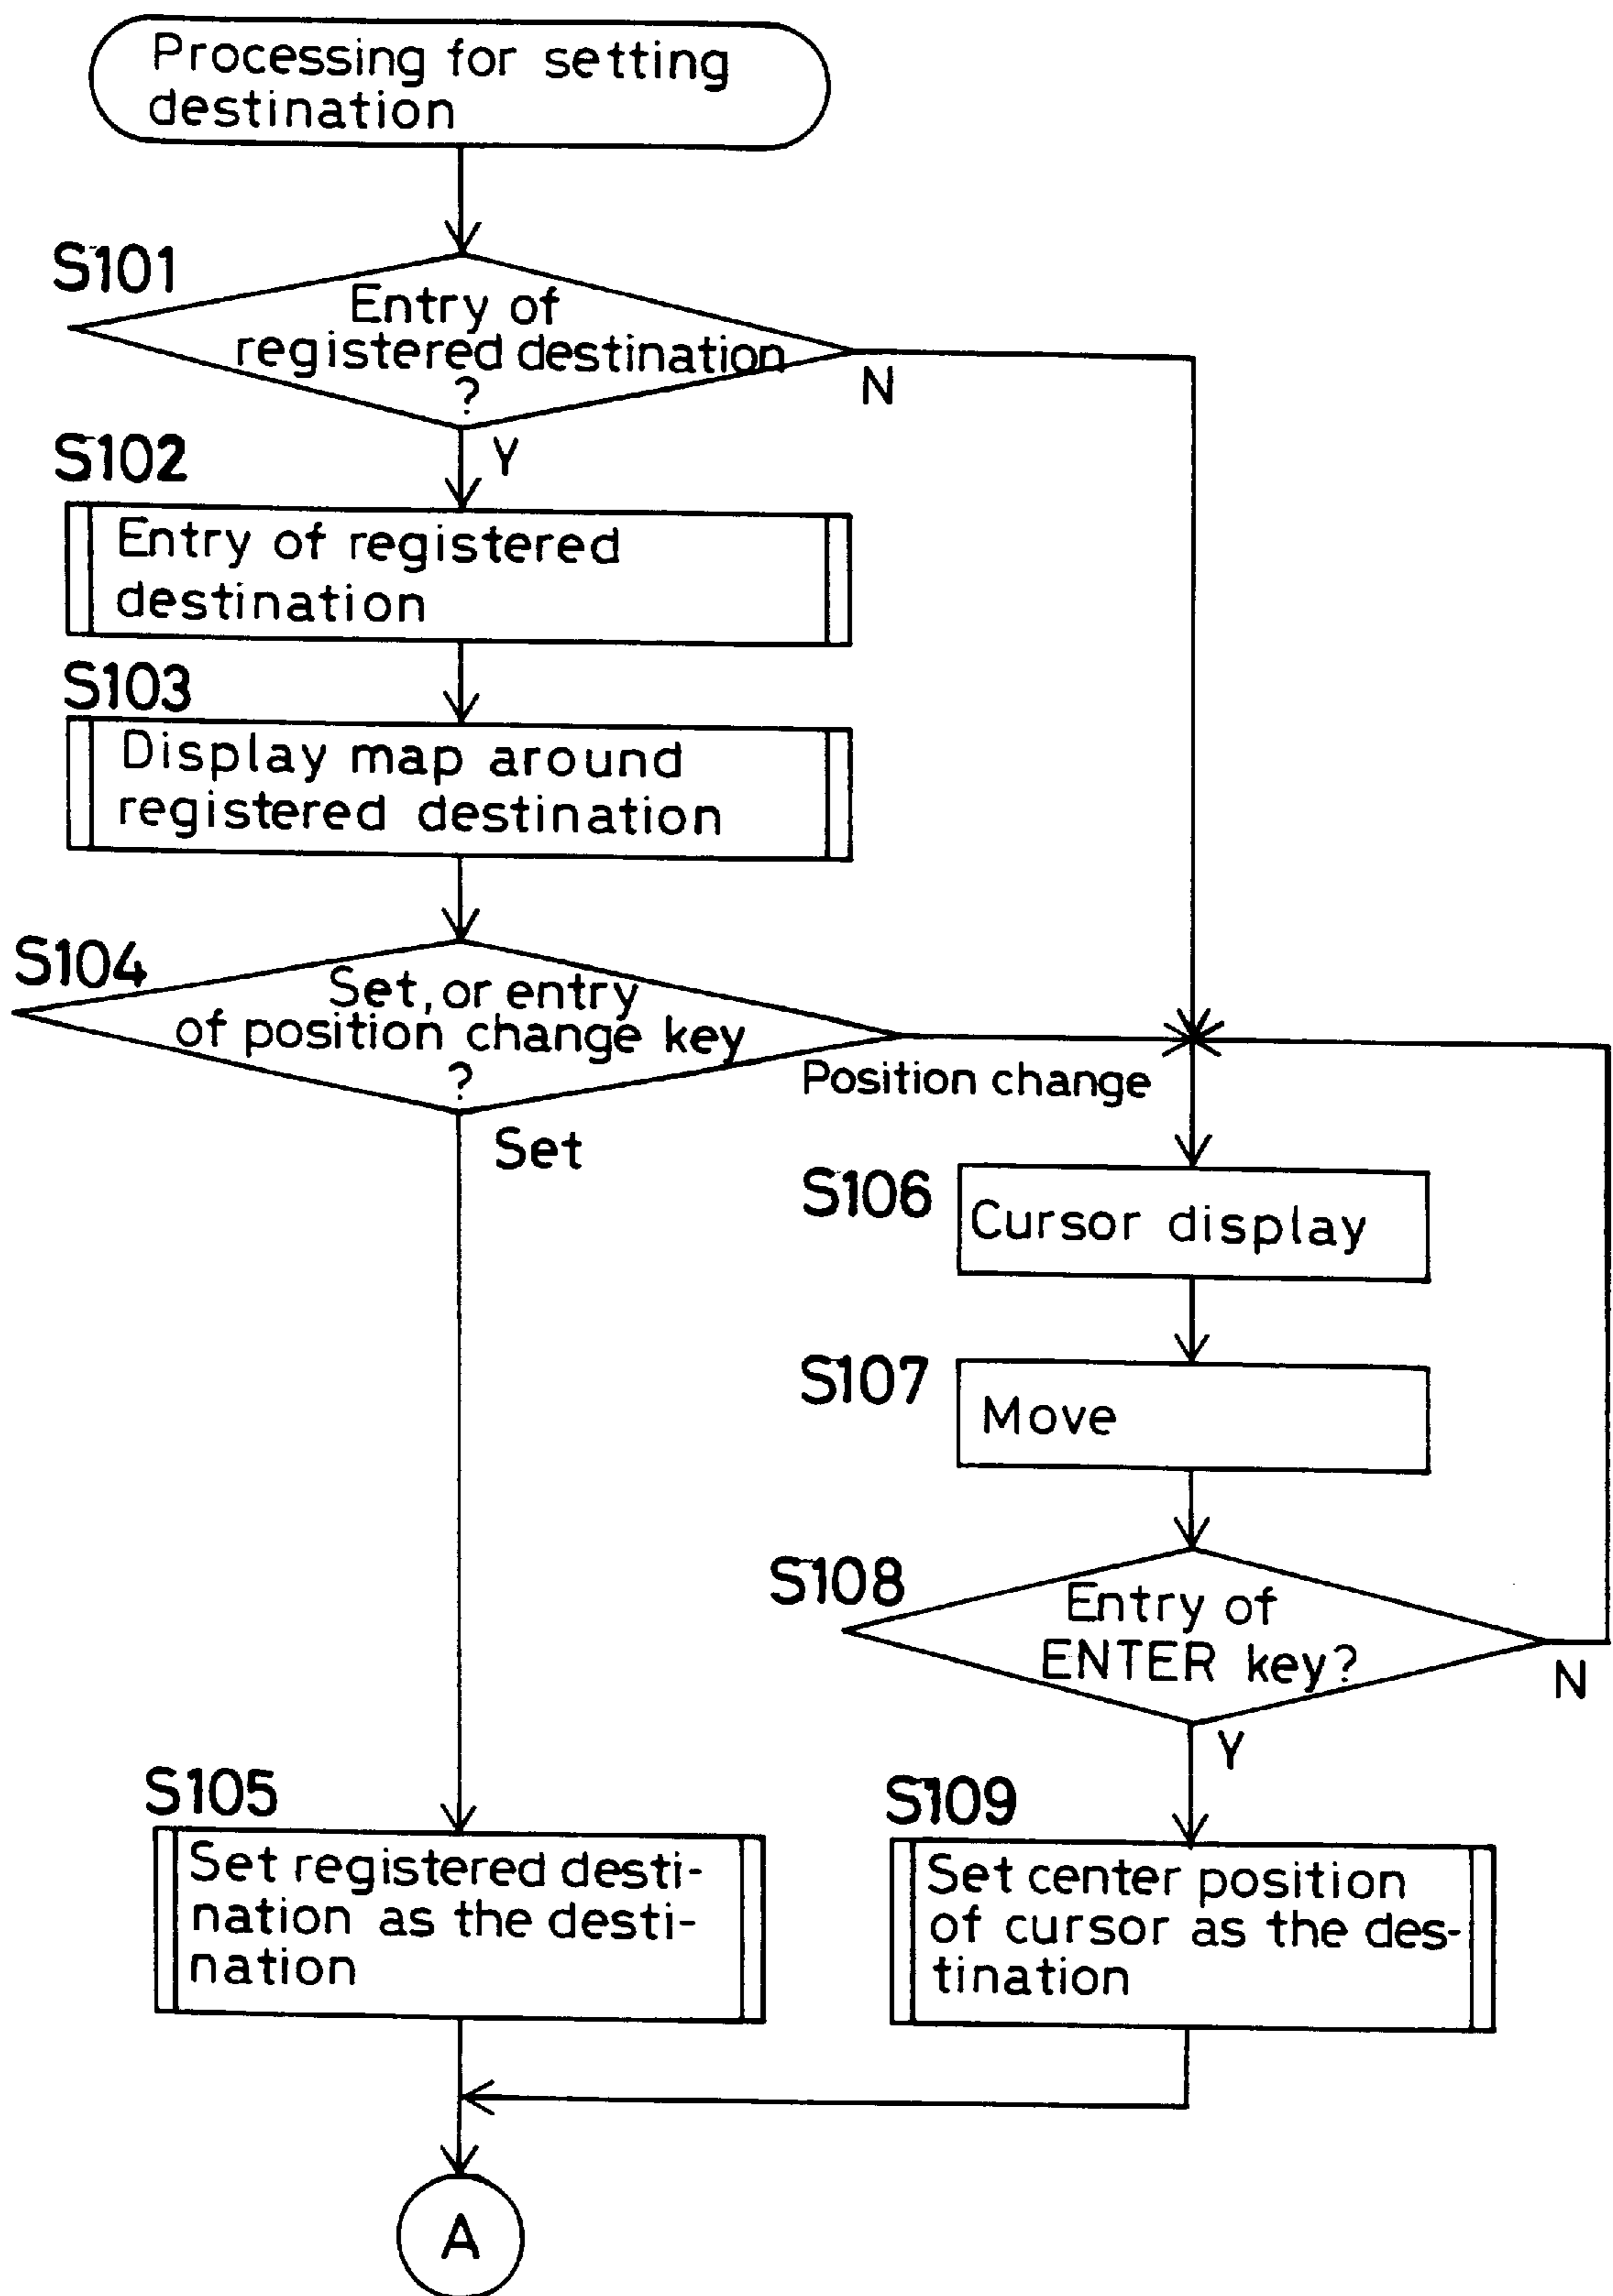 Processing for setting
destination
S101
Entry of
registered destination
?
N
Y
S102
Entry of registered
destination
S103
Display map around
registered destination
S104
Set, or entry
of position change key
?
Position change
Set
S106
Cursor display
S107
Move
S108
Entry of
ENTER key?
N
Y
S105
Set registered desti-
nation as the desti-
nation
S109
Set center position
of cursor as the des-
tination
A